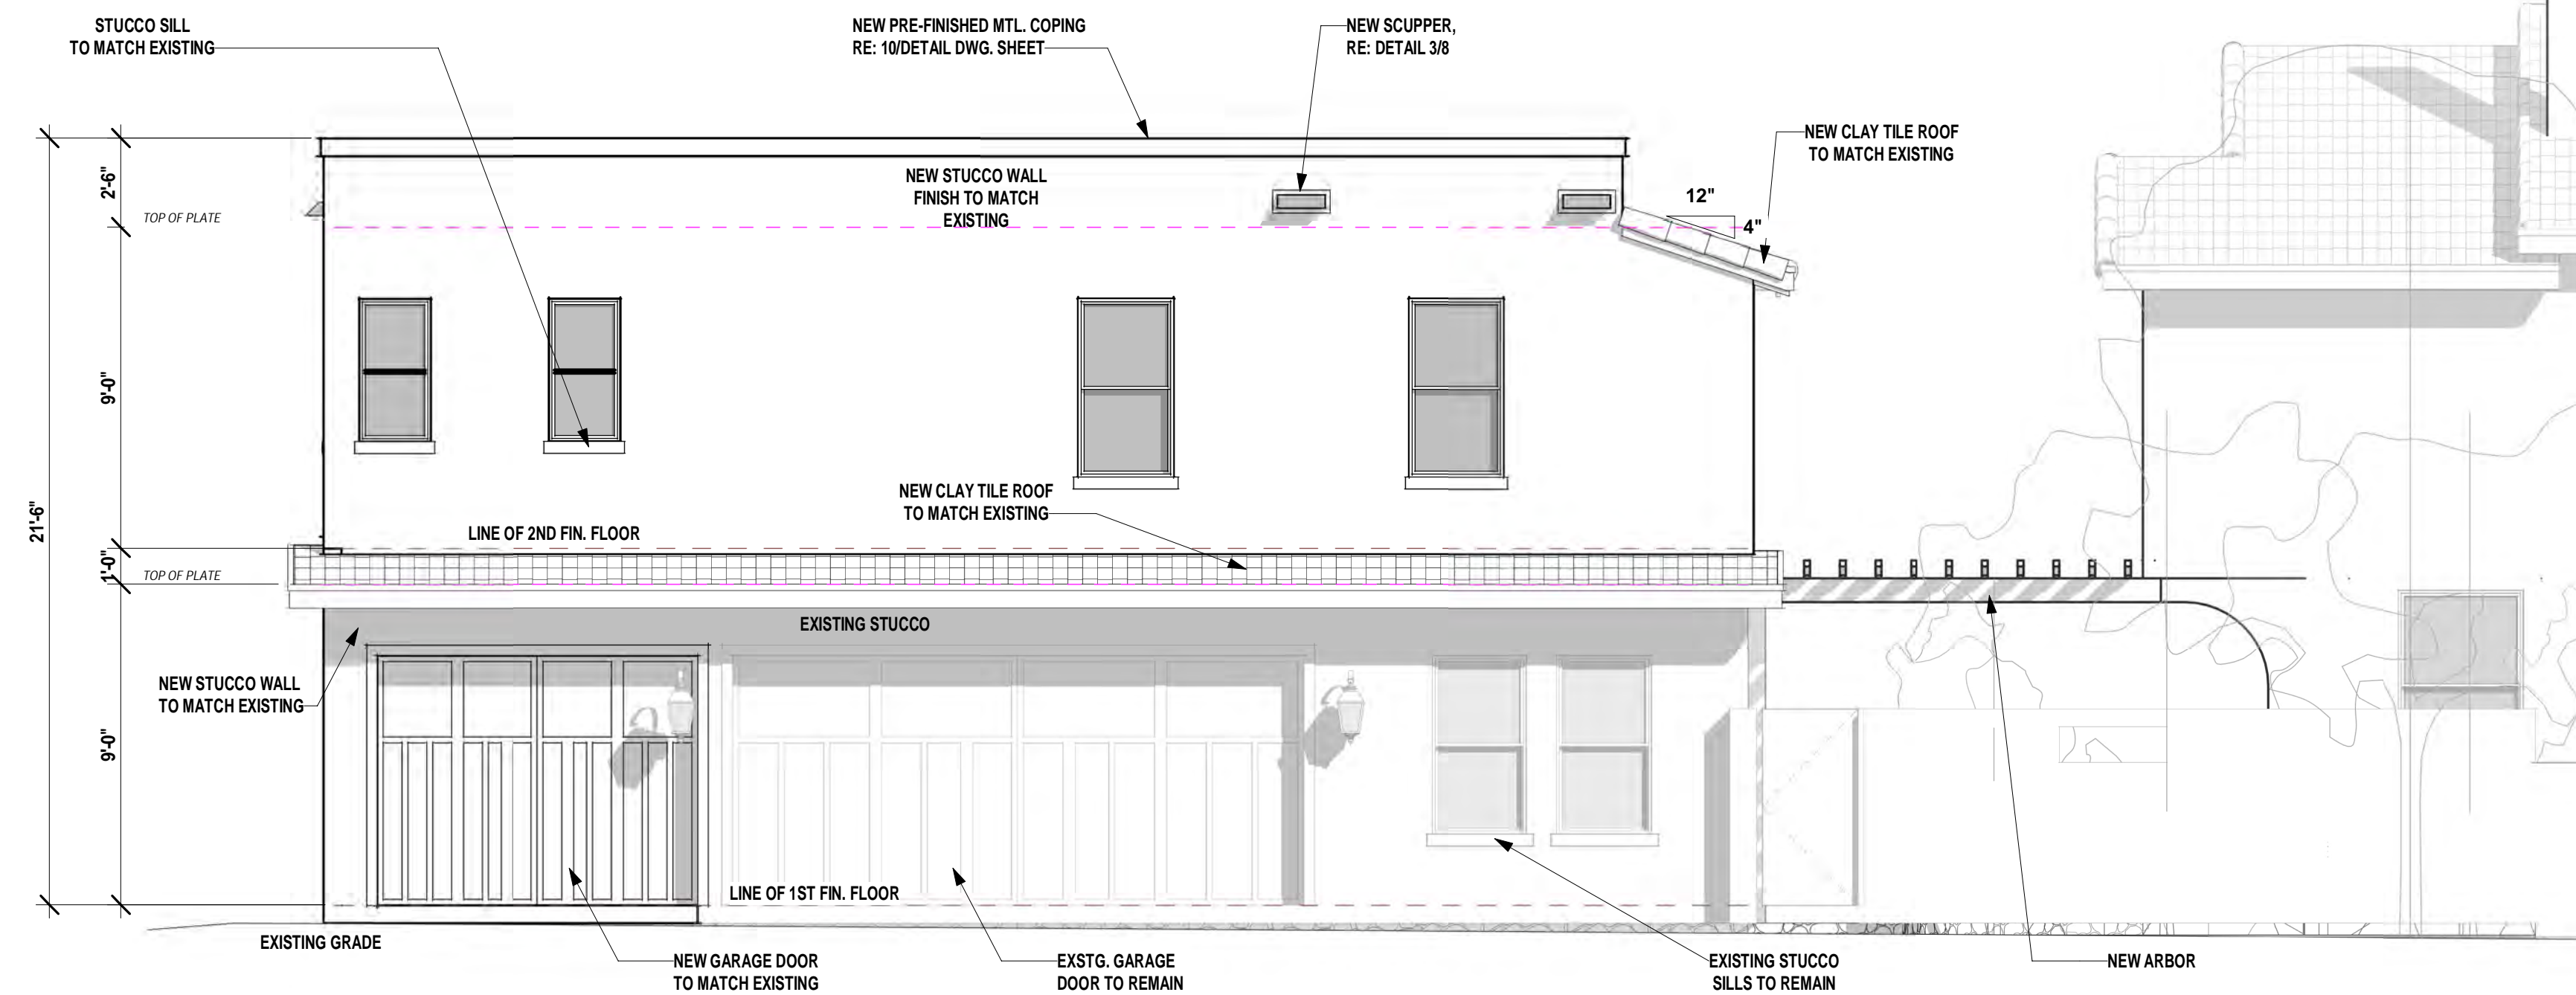 STUCCO SILL
TO MATCH EXISTING
NEW PRE-FINISHED MTL. COPING
RE: 10/DETAIL DWG. SHEET
NEW SCUPPER,
RE: DETAIL 3/8
NEW CLAY TILE ROOF
TO MATCH EXISTING
2'-6"
NEW STUCCO WALL
FINISH TO MATCH
EXISTING
12"
4"
TOP OF PLATE
9'-0"
21'-6"
NEW CLAY TILE ROOF
TO MATCH EXISTING
LINE OF 2ND FIN. FLOOR
1'-0"
TOP OF PLATE
EXISTING STUCCO
NEW STUCCO WALL
TO MATCH EXISTING
9'-0"
LINE OF 1ST FIN. FLOOR
EXISTING GRADE
NEW GARAGE DOOR
TO MATCH EXISTING
EXSTG. GARAGE
DOOR TO REMAIN
EXISTING STUCCO
SILLS TO REMAIN
NEW ARBOR